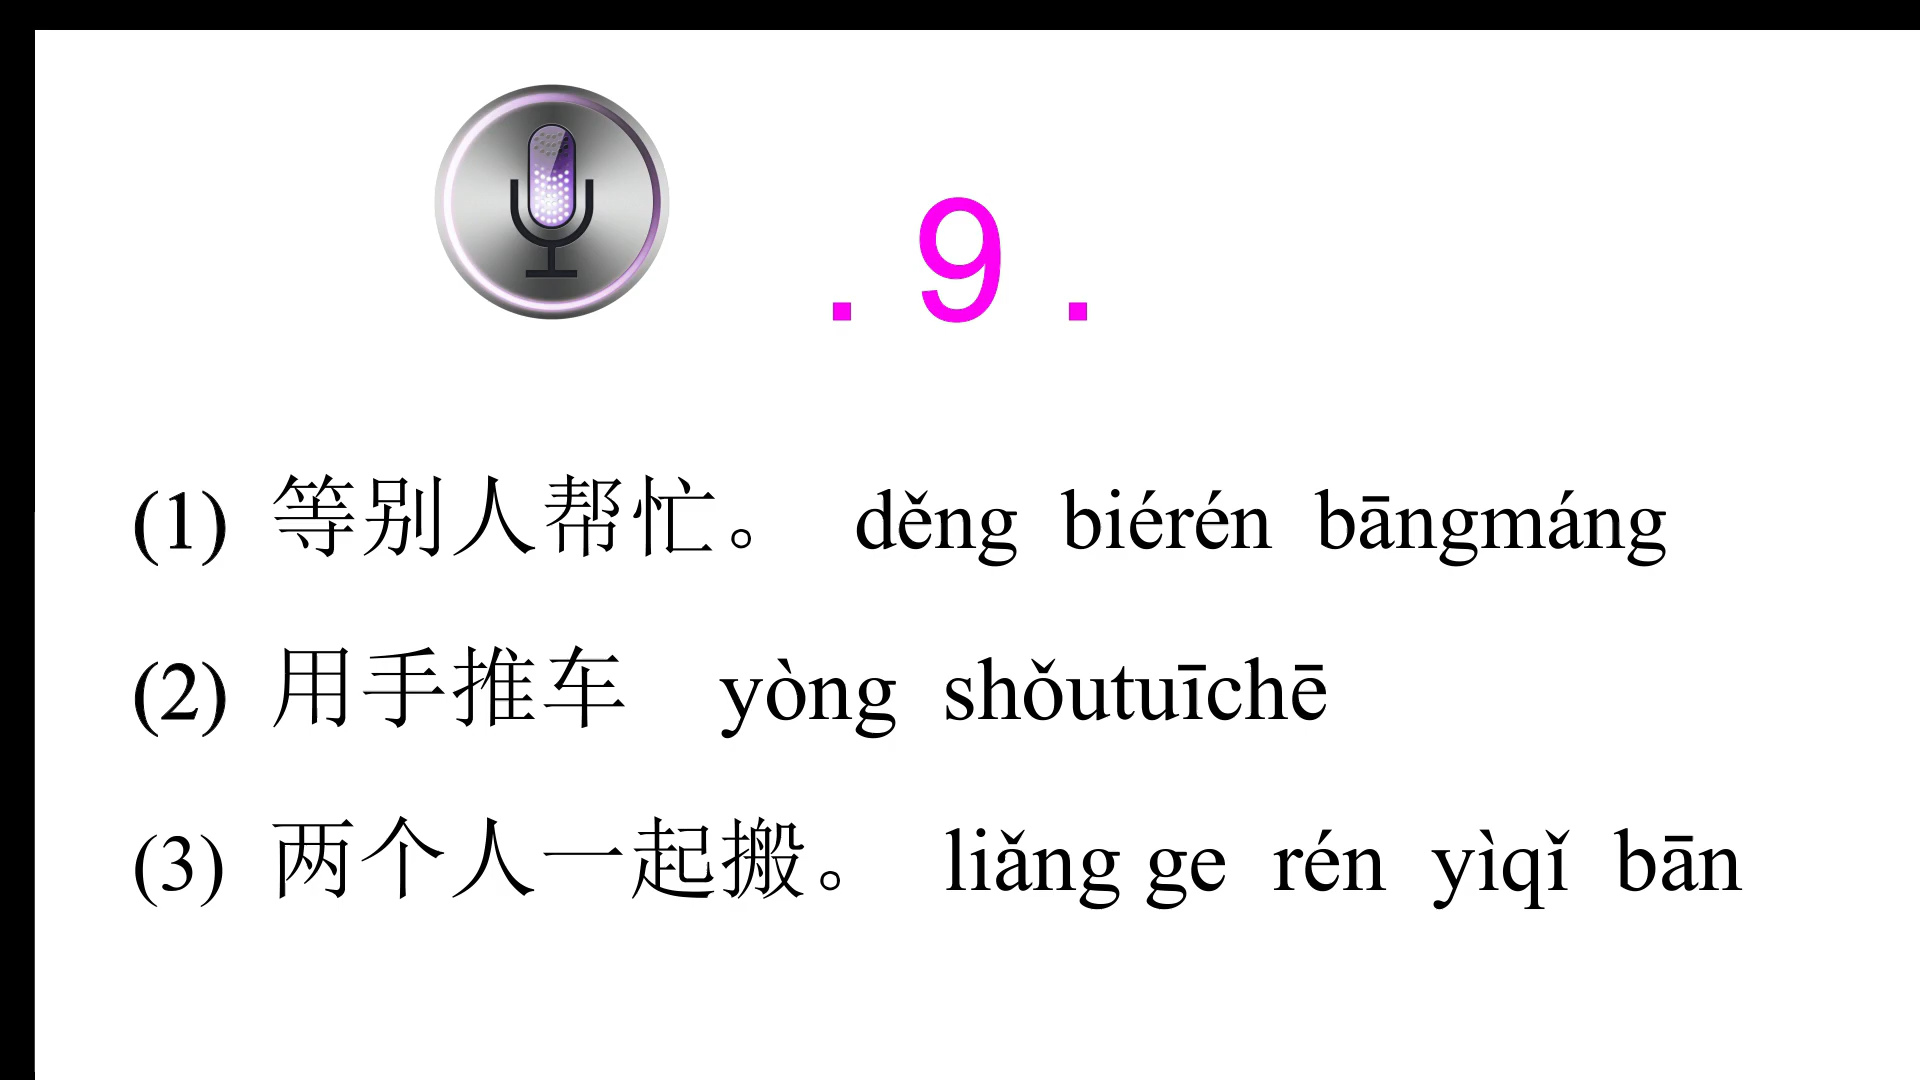 . 9 .
(1) 等别人帮忙。 děng biérén bāngmáng
(2) 用手推车 yòng shǒutuīchē
(3) 两个人一起搬。 liǎng ge rén yìqǐ bān